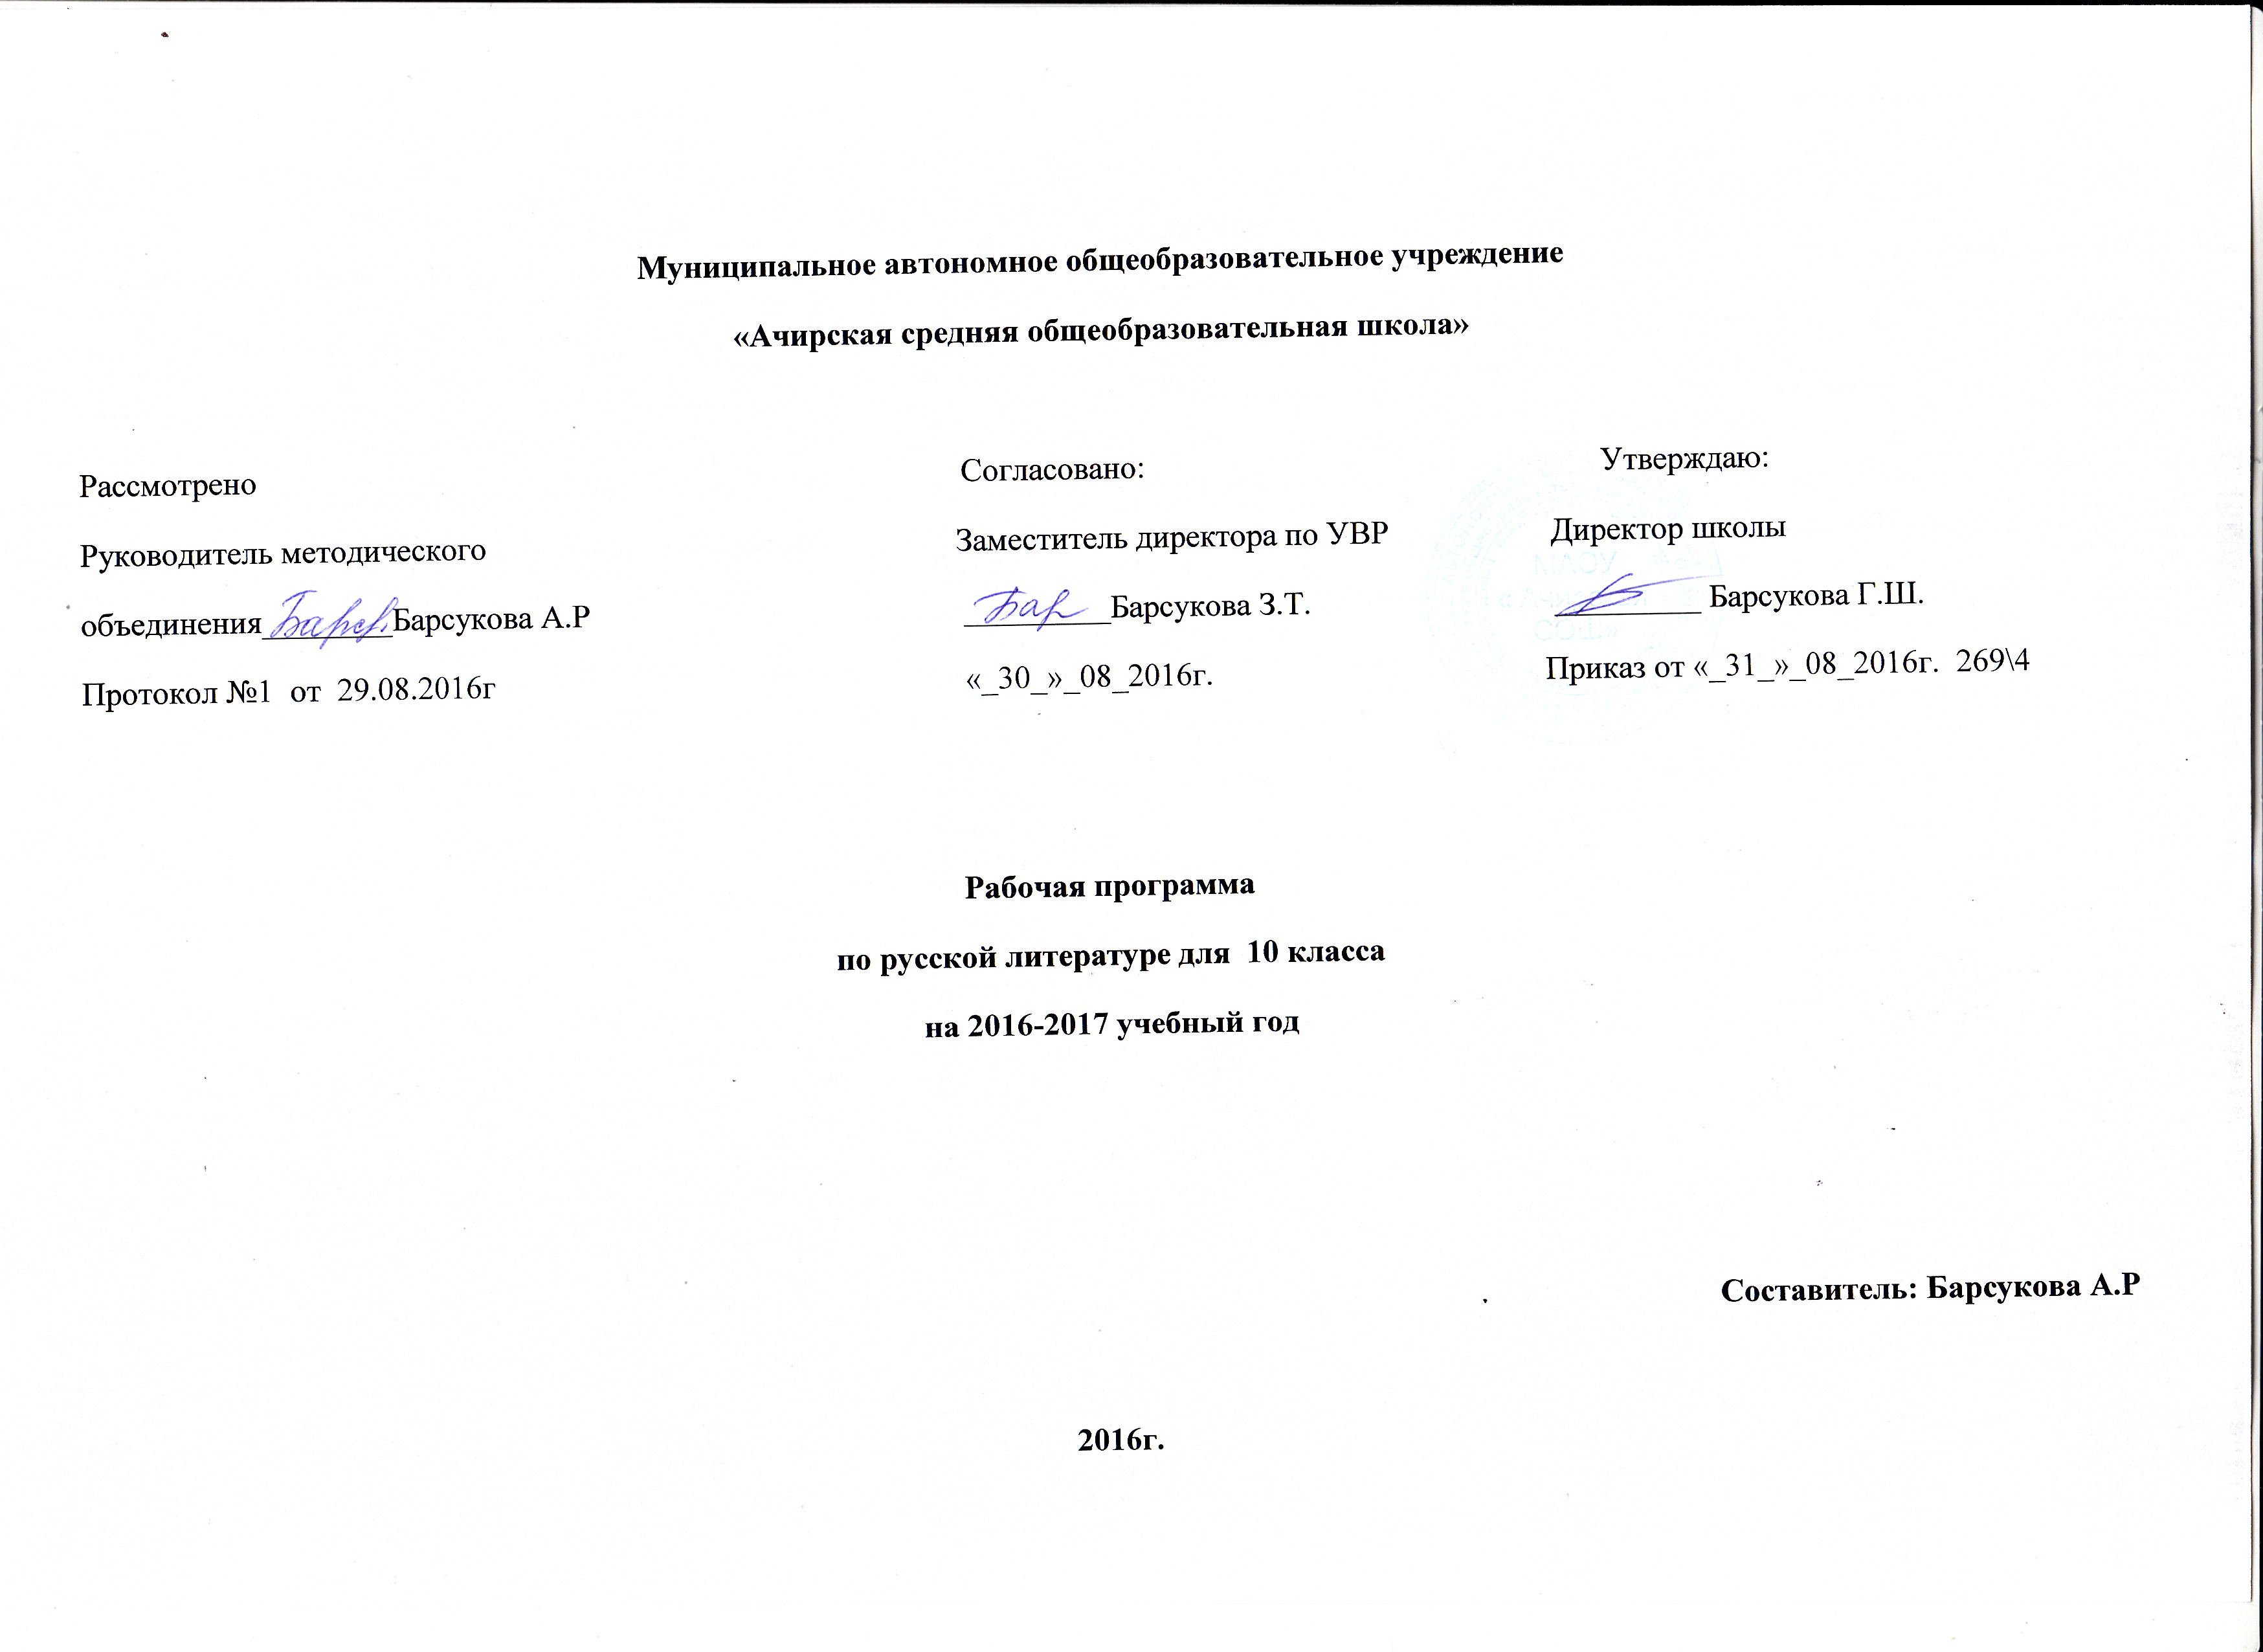 Муниципальное автономное общеобразовательное учреждение
«Ачирская средняя общеобразовательная школа»
Рассмотрено
Руководитель методического
объединения________Барсукова А.Р
Протокол №1 от 29.08.2016г
Согласовано:
Заместитель директора по УВР
_________Барсукова З.Т.
«_30_»_08_2016г.
Утверждаю:
Директор школы
_________ Барсукова Г.Ш.
Приказ от «_31_»_08_2016г. 269\4
Рабочая программа
по русской литературе для 10 класса
на 2016-2017 учебный год
Составитель: Барсукова А.Р
2016г.